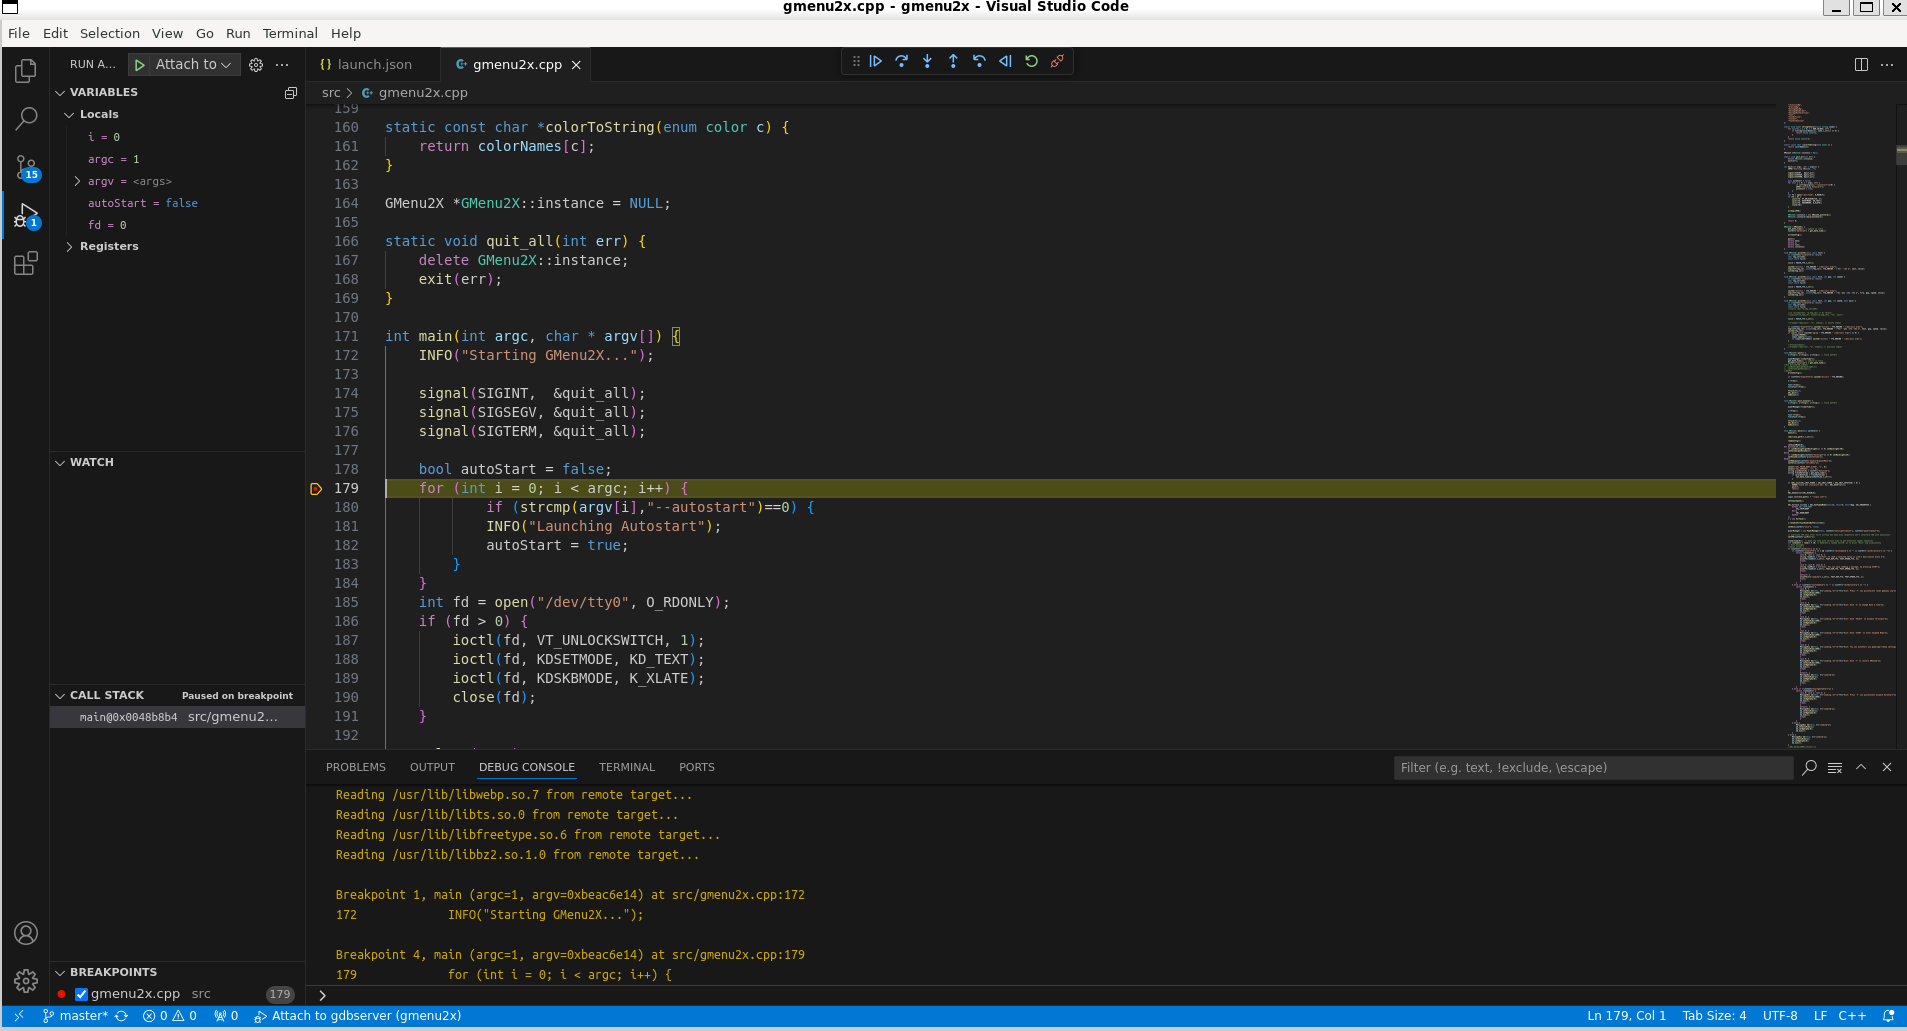 gmenu2x.cpp - gmenu2x - Visual Studio Code
File Edit Selection View Go Run Terminal Help
RUN A... Attach to
launch.json
gmenu2x.cpp
VARIABLES
Locals
i = 0
argc = 1
argv = <args>
autoStart = false
fd = 0
Registers
15
1
WATCH
CALL STACK Paused on breakpoint
main@0x0048b8b4 src/gmenu2...
BREAKPOINTS
gmenu2x.cpp src 179
src > gmenu2x.cpp
159
160 static const char *colorToString(enum color c) {
161 return colorNames[c];
162 }
163
164 GMenu2X *GMenu2X::instance = NULL;
165
166 static void quit_all(int err) {
167 delete GMenu2X::instance;
168 exit(err);
169 }
170
171 int main(int argc, char * argv[]) {
172 INFO("Starting GMenu2X...");
173
174 signal(SIGINT,  &quit_all);
175 signal(SIGSEGV, &quit_all);
176 signal(SIGTERM, &quit_all);
177
178 bool autoStart = false;
179 for (int i = 0; i < argc; i++) {
180 if (strcmp(argv[i],"--autostart")==0) {
181 INFO("Launching Autostart");
182 autoStart = true;
183 }
184 }
185 int fd = open("/dev/tty0", O_RDONLY);
186 if (fd > 0) {
187 ioctl(fd, VT_UNLOCKSWITCH, 1);
188 ioctl(fd, KDSETMODE, KD_TEXT);
189 ioctl(fd, KDSKBMODE, K_XLATE);
190 close(fd);
191 }
192
PROBLEMS OUTPUT DEBUG CONSOLE TERMINAL PORTS
Filter (e.g. text, !exclude, \escape)
Reading /usr/lib/libwebp.so.7 from remote target...
Reading /usr/lib/libts.so.0 from remote target...
Reading /usr/lib/libfreetype.so.6 from remote target...
Reading /usr/lib/libbz2.so.1.0 from remote target...
Breakpoint 1, main (argc=1, argv=0xbeac6e14) at src/gmenu2x.cpp:172
172 INFO("Starting GMenu2X...");
Breakpoint 4, main (argc=1, argv=0xbeac6e14) at src/gmenu2x.cpp:179
179 for (int i = 0; i < argc; i++) {
master* 0 0 0 Attach to gdbserver (gmenu2x)
Ln 179, Col 1 Tab Size: 4 UTF-8 LF C++